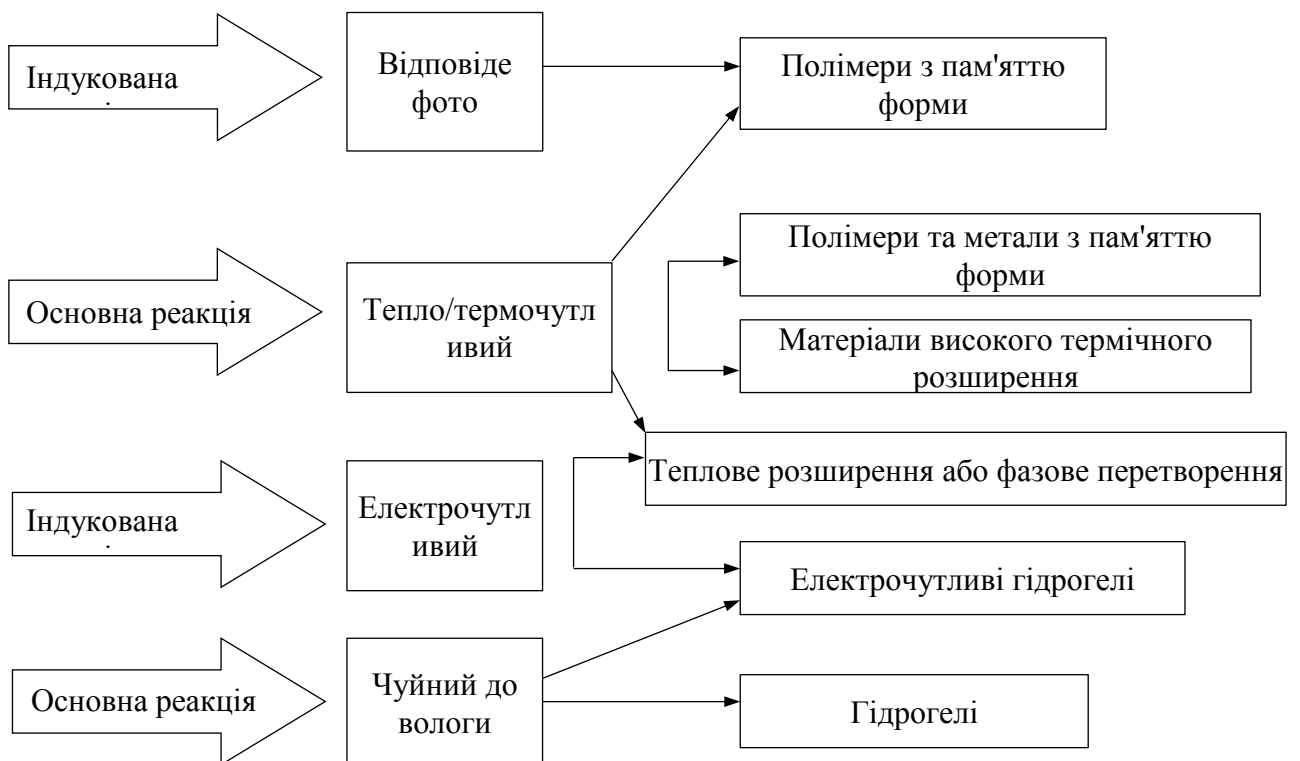 Індукована
Відповіде
фото
Полімери з пам'яттю
форми
Основна реакція
Тепло/термочутл
ивий
Полімери та метали з пам'яттю
форми
Матеріали високого термічного
розширення
Теплове розширення або фазове перетворення
Індукована
Електрочутл
ивий
Електрочутливі гідрогелі
Основна реакція
Чуйний до
вологи
Гідрогелі